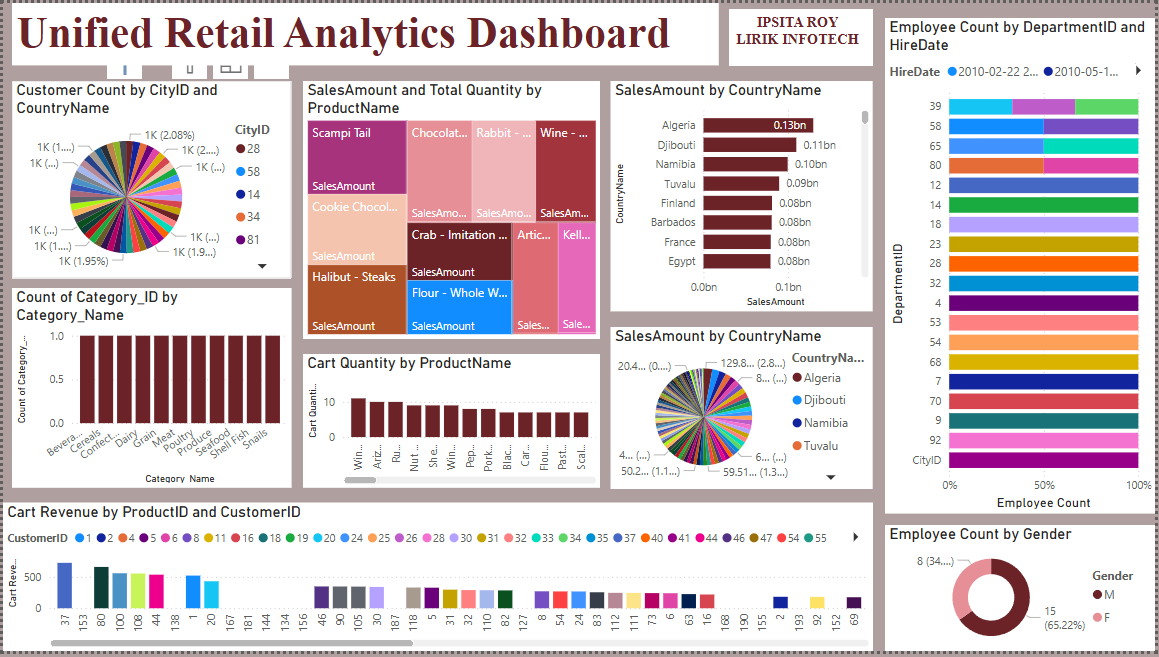 Unified Retail Analytics Dashboard
IPSITA ROY
LIRIK INFOTECH
Customer Count by CityID and
CountryName
1K (2.08%)
1K (2....)
1K (...)
1K (...)
1K (1.9...)
1K (1.95%)
1K (1....)
1K (...)
1K (...)
1K (1....)
CityID
28
58
14
34
81
Count of Category_ID by
Category_Name
Count of Category_...
1.0
0.5
0.0
Bevera...
Cereals
Confect...
Dairy
Grain
Meat
Poultry
Produce
Seafood
Shell Fish
Snails
Category_Name
SalesAmount and Total Quantity by
ProductName
Scampi Tail
SalesAmount
Cookie Chocol...
SalesAmount
Halibut - Steaks
SalesAmount
Chocolat...
SalesAmo...
Rabbit - ...
SalesAmo...
Wine - ...
SalesAm...
Crab - Imitation ...
SalesAmount
Flour - Whole W...
SalesAmount
Artic...
Sales...
Kell...
Sale...
Cart Quantity by ProductName
Cart Quanti...
10
0
Win...
Ariz...
Ru...
Nut ...
She...
Win...
Pep...
Pork...
Blac...
Car...
Flou...
Past...
Scal...
SalesAmount by CountryName
CountryName
Algeria 0.13bn
Djibouti 0.11bn
Namibia 0.10bn
Tuvalu 0.09bn
Finland 0.08bn
Barbados 0.08bn
France 0.08bn
Egypt 0.08bn
0.0bn 0.1bn
SalesAmount
SalesAmount by CountryName
20.4... (0....)
129.8... (2.8...)
8... (...)
6... (...)
59.51... (1.3...)
50.2... (1.1...)
4... (...)
CountryNa...
Algeria
Djibouti
Namibia
Tuvalu
Employee Count by DepartmentID and
HireDate
HireDate 2010-02-22 2... 2010-05-1...
DepartmentID
39
58
65
80
12
14
18
23
28
32
4
53
54
68
7
70
9
92
CityID
0% 50% 100%
Employee Count
Cart Revenue by ProductID and CustomerID
CustomerID 1 2 4 5 6 8 11 16 18 19 20 24 25 26 28 30 31 32 33 34 35 37 40 41 44 46 47 54 55
Cart Reve...
500
0
37 153 80 100 108 44 138 1 20 167 181 144 134 156 46 90 105 30 187 118 5 31 32 110 82 127 8 54 24 83 112 111 73 6 63 16 168 190 155 2 93 92 152 69
Employee Count by Gender
8 (34....)
15
(65.22%)
Gender
M
F